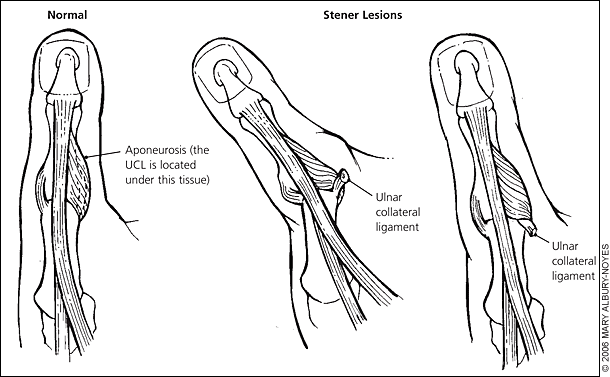 Normal
Stener Lesions
Aponeurosis (the
UCL is located
under this tissue)
Ulnar
collateral
ligament
Ulnar
collateral
ligament
© 2006 MARY ALBURY-NOYES